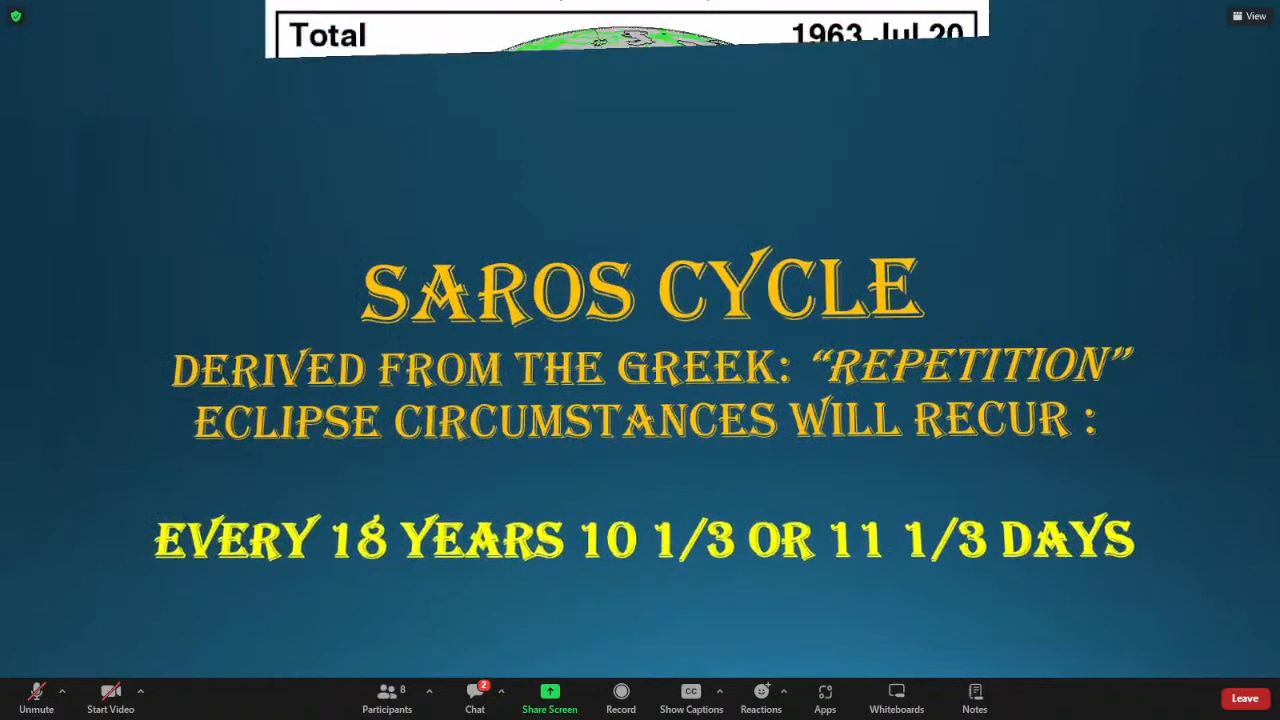 View
Total
1963 Jul 20
SAROS CYCLE
DERIVED FROM THE GREEK: “REPETITION”
ECLIPSE CIRCUMSTANCES WILL RECUR :
EVERY 18 YEARS 10 1/3 OR 11 1/3 DAYS
8
2
CC
Unmute
Start Video
Participants
Chat
Share Screen
Record
Show Captions
Reactions
Apps
Whiteboards
Notes
Leave